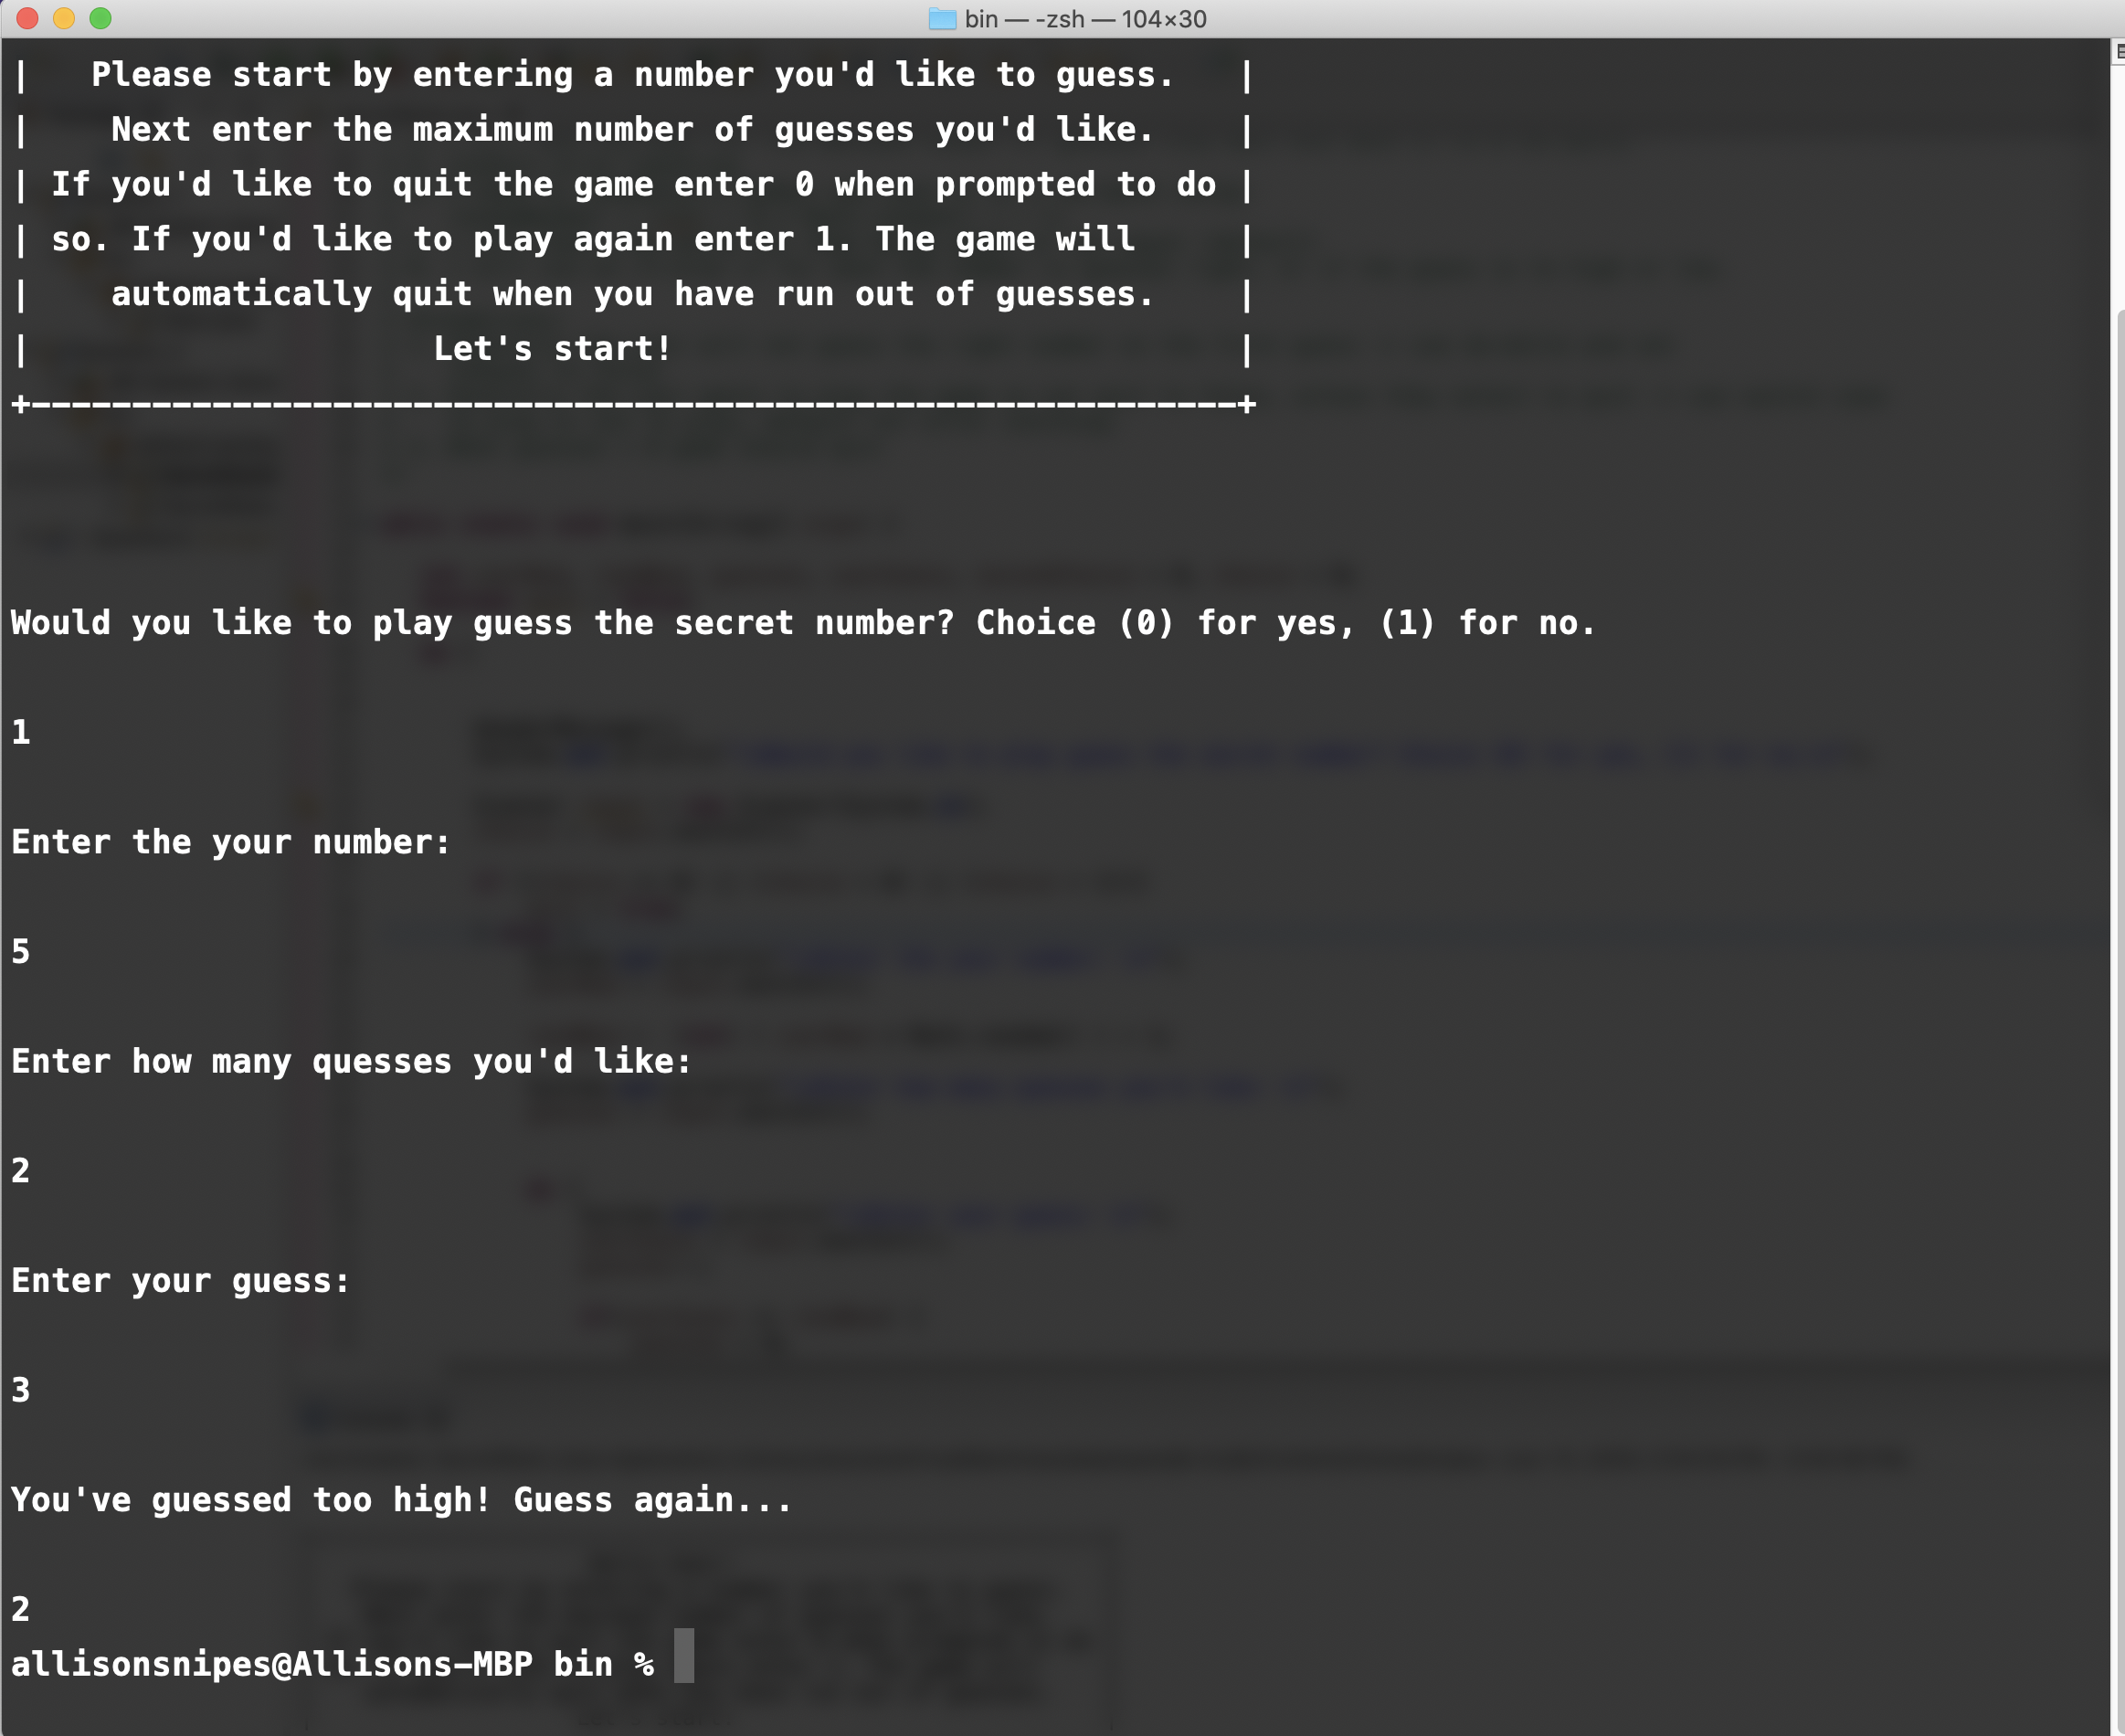 bin — -zsh — 104×30
|   Please start by entering a number you'd like to guess.   |
|    Next enter the maximum number of guesses you'd like.    |
| If you'd like to quit the game enter 0 when prompted to do |
| so. If you'd like to play again enter 1. The game will     |
|    automatically quit when you have run out of guesses.    |
|                    Let's start!                            |
+------------------------------------------------------------+
Would you like to play guess the secret number? Choice (0) for yes, (1) for no.
1
Enter the your number:
5
Enter how many quesses you'd like:
2
Enter your guess:
3
You've guessed too high! Guess again...
2
allisonsnipes@Allisons-MBP bin %